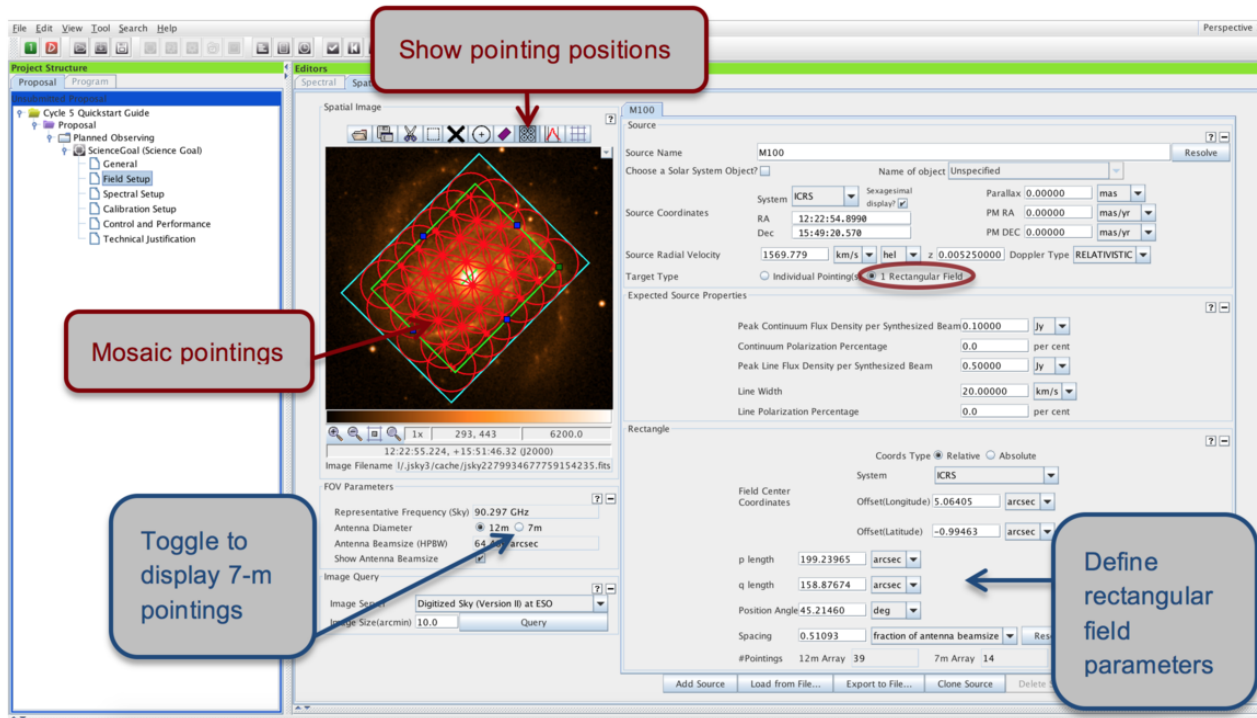 File Edit View Tool Search Help
Perspective
Show pointing positions
Project Structure
Proposal Program
Unsubmitted Proposal
Cycle 5 Quickstart Guide
Proposal
Planned Observing
ScienceGoal (Science Goal)
General
Field Setup
Spectral Setup
Calibration Setup
Control and Performance
Technical Justification
Editors
Spectral
Spatial Image
Mosaic pointings
1x 293, 443 6200.0
12:22:55.224, +15:51:46.32 (J2000)
Image Filename l/.jsky3/cache/jsky2279934677759154235.fits
FOV Parameters
Representative Frequency (Sky) 90.297 GHz
Antenna Diameter 12m 7m
Antenna Beamsize (HPBW) arcsec
Show Antenna Beamsize
Toggle to
display 7-m
pointings
Image Query
Image Server Digitized Sky (Version II) at ESO
Image Size(arcmin) 10.0 Query
M100
Source
Source Name M100 Resolve
Choose a Solar System Object? Name of object Unspecified
Source Coordinates
System ICRS Sexagesimal display? Parallax 0.00000 mas
RA 12:22:54.8990 PM RA 0.00000 mas/yr
Dec 15:49:20.570 PM DEC 0.00000 mas/yr
Source Radial Velocity 1569.779 km/s hel z 0.005250000 Doppler Type RELATIVISTIC
Target Type Individual Pointing(s) 1 Rectangular Field
Expected Source Properties
Peak Continuum Flux Density per Synthesized Beam 0.10000 Jy
Continuum Polarization Percentage 0.0 per cent
Peak Line Flux Density per Synthesized Beam 0.50000 Jy
Line Width 20.00000 km/s
Line Polarization Percentage 0.0 per cent
Rectangle
Coords Type Relative Absolute
System ICRS
Field Center
Coordinates
Offset(Longitude) 5.06405 arcsec
Offset(Latitude) -0.99463 arcsec
p length 199.23965 arcsec
q length 158.87674 arcsec
Position Angle 45.21460 deg
Spacing 0.51093 fraction of antenna beamsize
#Pointings 12m Array 39 7m Array 14
Define
rectangular
field
parameters
Add Source Load from File... Export to File... Clone Source Delete